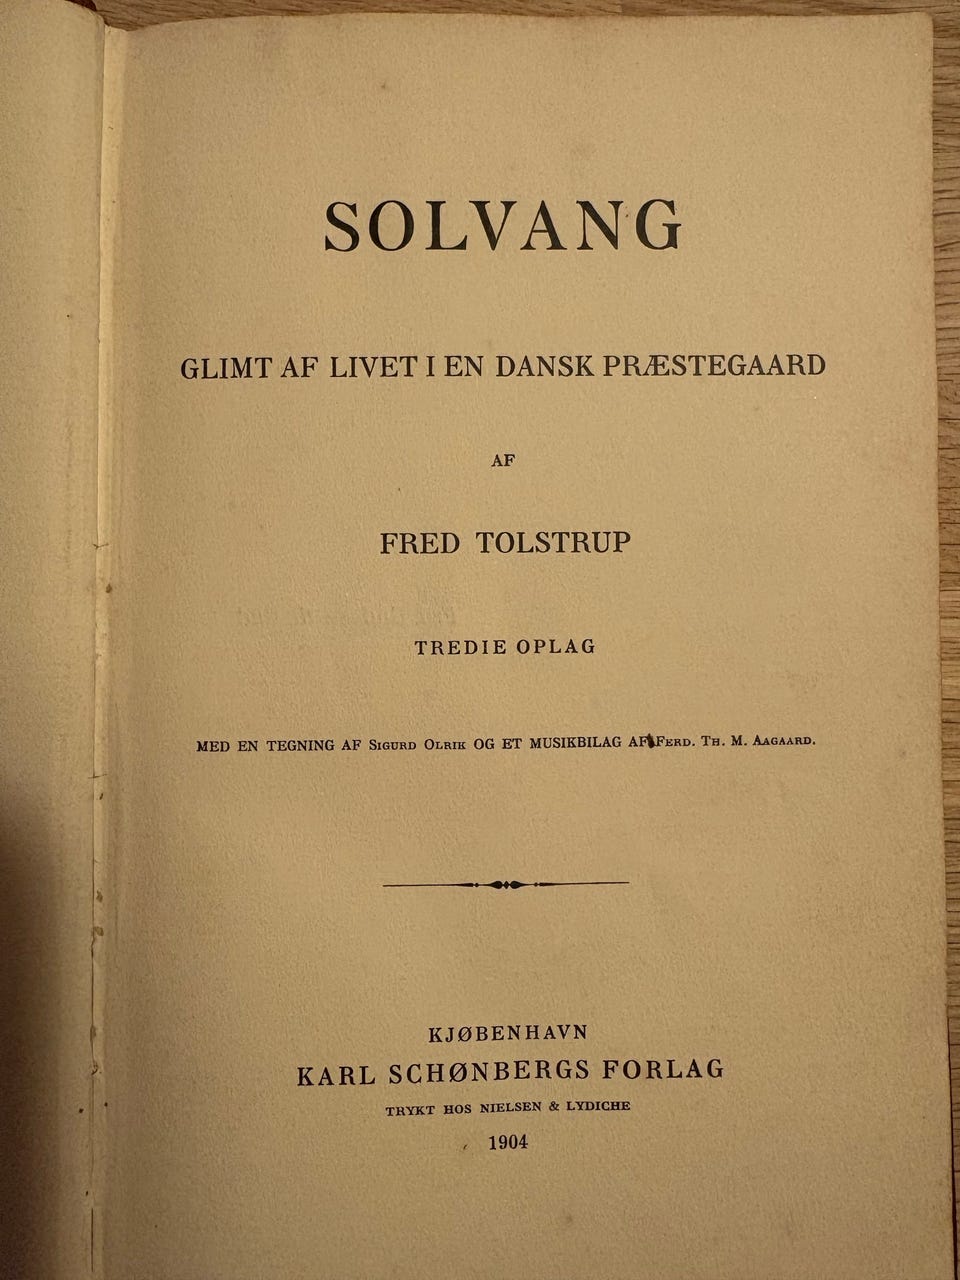 SOLVANG
GLIMT AF LIVET I EN DANSK PRÆSTEGAARD
AF
FRED TOLSTRUP
TREDIE OPLAG
MED EN TEGNING AF SIGURD OLRIK OG ET MUSIKBILAG AF FERD. TH. M. AAGAARD.
KJØBENHAVN
KARL SCHØNBERGS FORLAG
TRYKT HOS NIELSEN & LYDICHE
1904